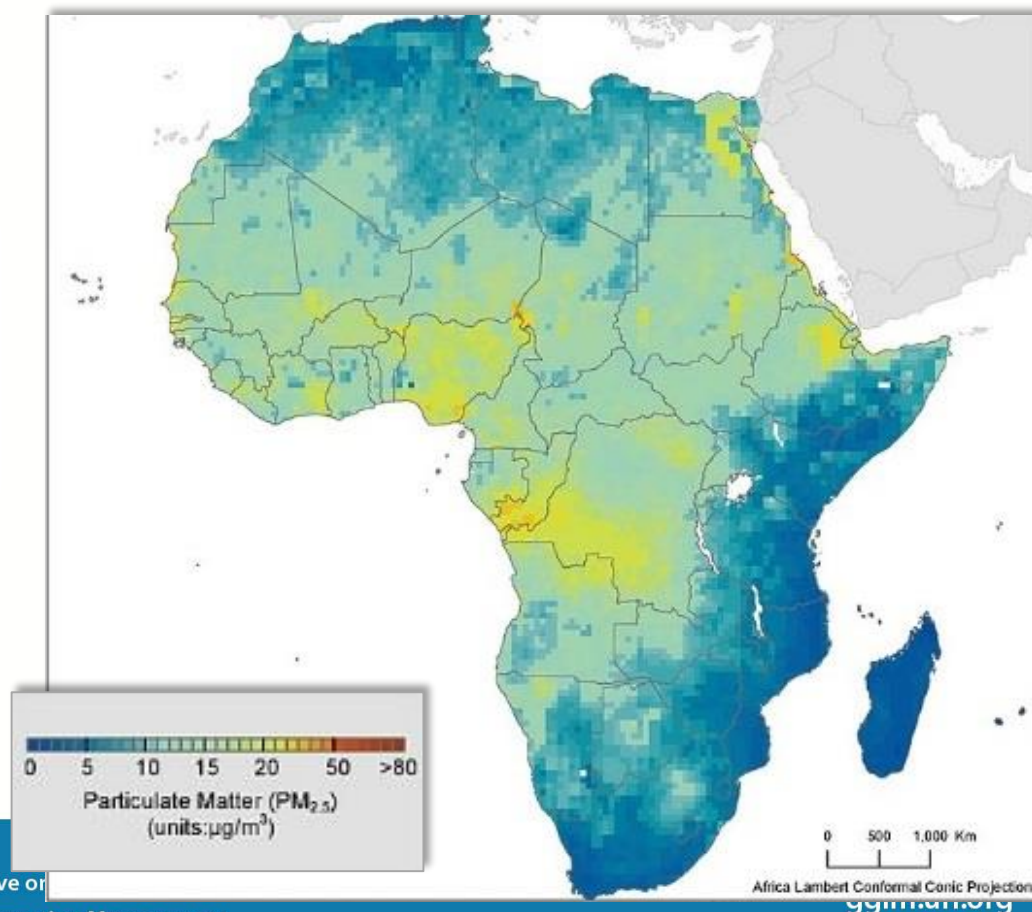 0 5 10 15 20 50 >80
Particulate Matter (PM2.5)
(units:µg/m³)
0 500 1,000 Km
Africa Lambert Conformal Conic Projection
ggim.un.org